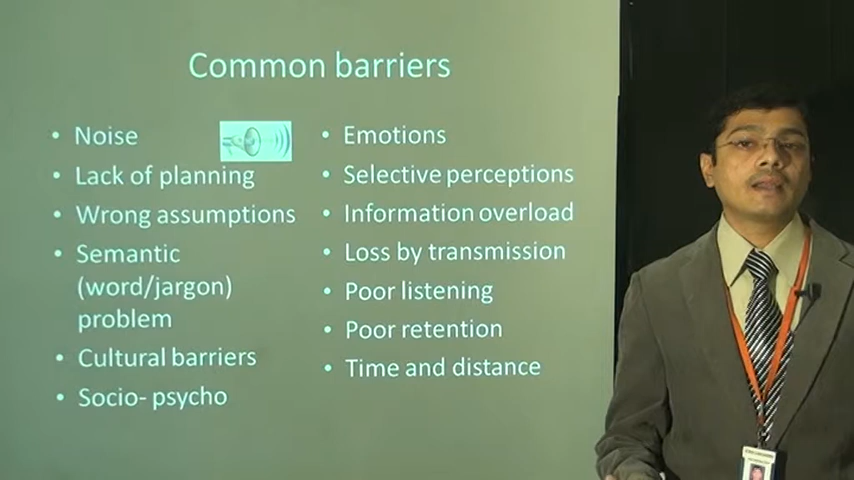 Common barriers
• Noise
• Lack of planning
• Wrong assumptions
• Semantic
(word/jargon)
problem
• Cultural barriers
• Socio- psycho
• Emotions
• Selective perceptions
• Information overload
• Loss by transmission
• Poor listening
• Poor retention
• Time and distance